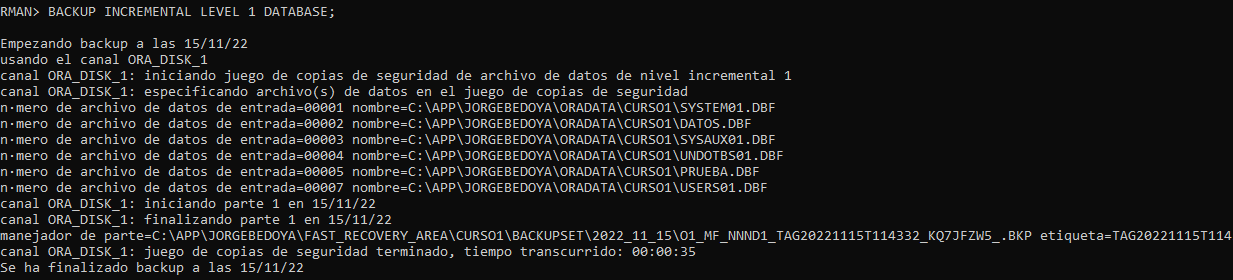 RMAN> BACKUP INCREMENTAL LEVEL 1 DATABASE;
Empezando backup a las 15/11/22
usando el canal ORA_DISK_1
canal ORA_DISK_1: iniciando juego de copias de seguridad de archivo de datos de nivel incremental 1
canal ORA_DISK_1: especificando archivo(s) de datos en el juego de copias de seguridad
n·mero de archivo de datos de entrada=00001 nombre=C:\APP\JORGEBEDOYA\ORADATA\CURSO1\SYSTEM01.DBF
n·mero de archivo de datos de entrada=00002 nombre=C:\APP\JORGEBEDOYA\ORADATA\CURSO1\DATOS.DBF
n·mero de archivo de datos de entrada=00003 nombre=C:\APP\JORGEBEDOYA\ORADATA\CURSO1\SYSAUX01.DBF
n·mero de archivo de datos de entrada=00004 nombre=C:\APP\JORGEBEDOYA\ORADATA\CURSO1\UNDOTBS01.DBF
n·mero de archivo de datos de entrada=00005 nombre=C:\APP\JORGEBEDOYA\ORADATA\CURSO1\PRUEBA.DBF
n·mero de archivo de datos de entrada=00007 nombre=C:\APP\JORGEBEDOYA\ORADATA\CURSO1\USERS01.DBF
canal ORA_DISK_1: iniciando parte 1 en 15/11/22
canal ORA_DISK_1: finalizando parte 1 en 15/11/22
manejador de parte=C:\APP\JORGEBEDOYA\FAST_RECOVERY_AREA\CURSO1\BACKUPSET\2022_11_15\O1_MF_NNND1_TAG20221115T114332_KQ7JFZW5_.BKP etiqueta=TAG20221115T114
canal ORA_DISK_1: juego de copias de seguridad terminado, tiempo transcurrido: 00:00:35
Se ha finalizado backup a las 15/11/22